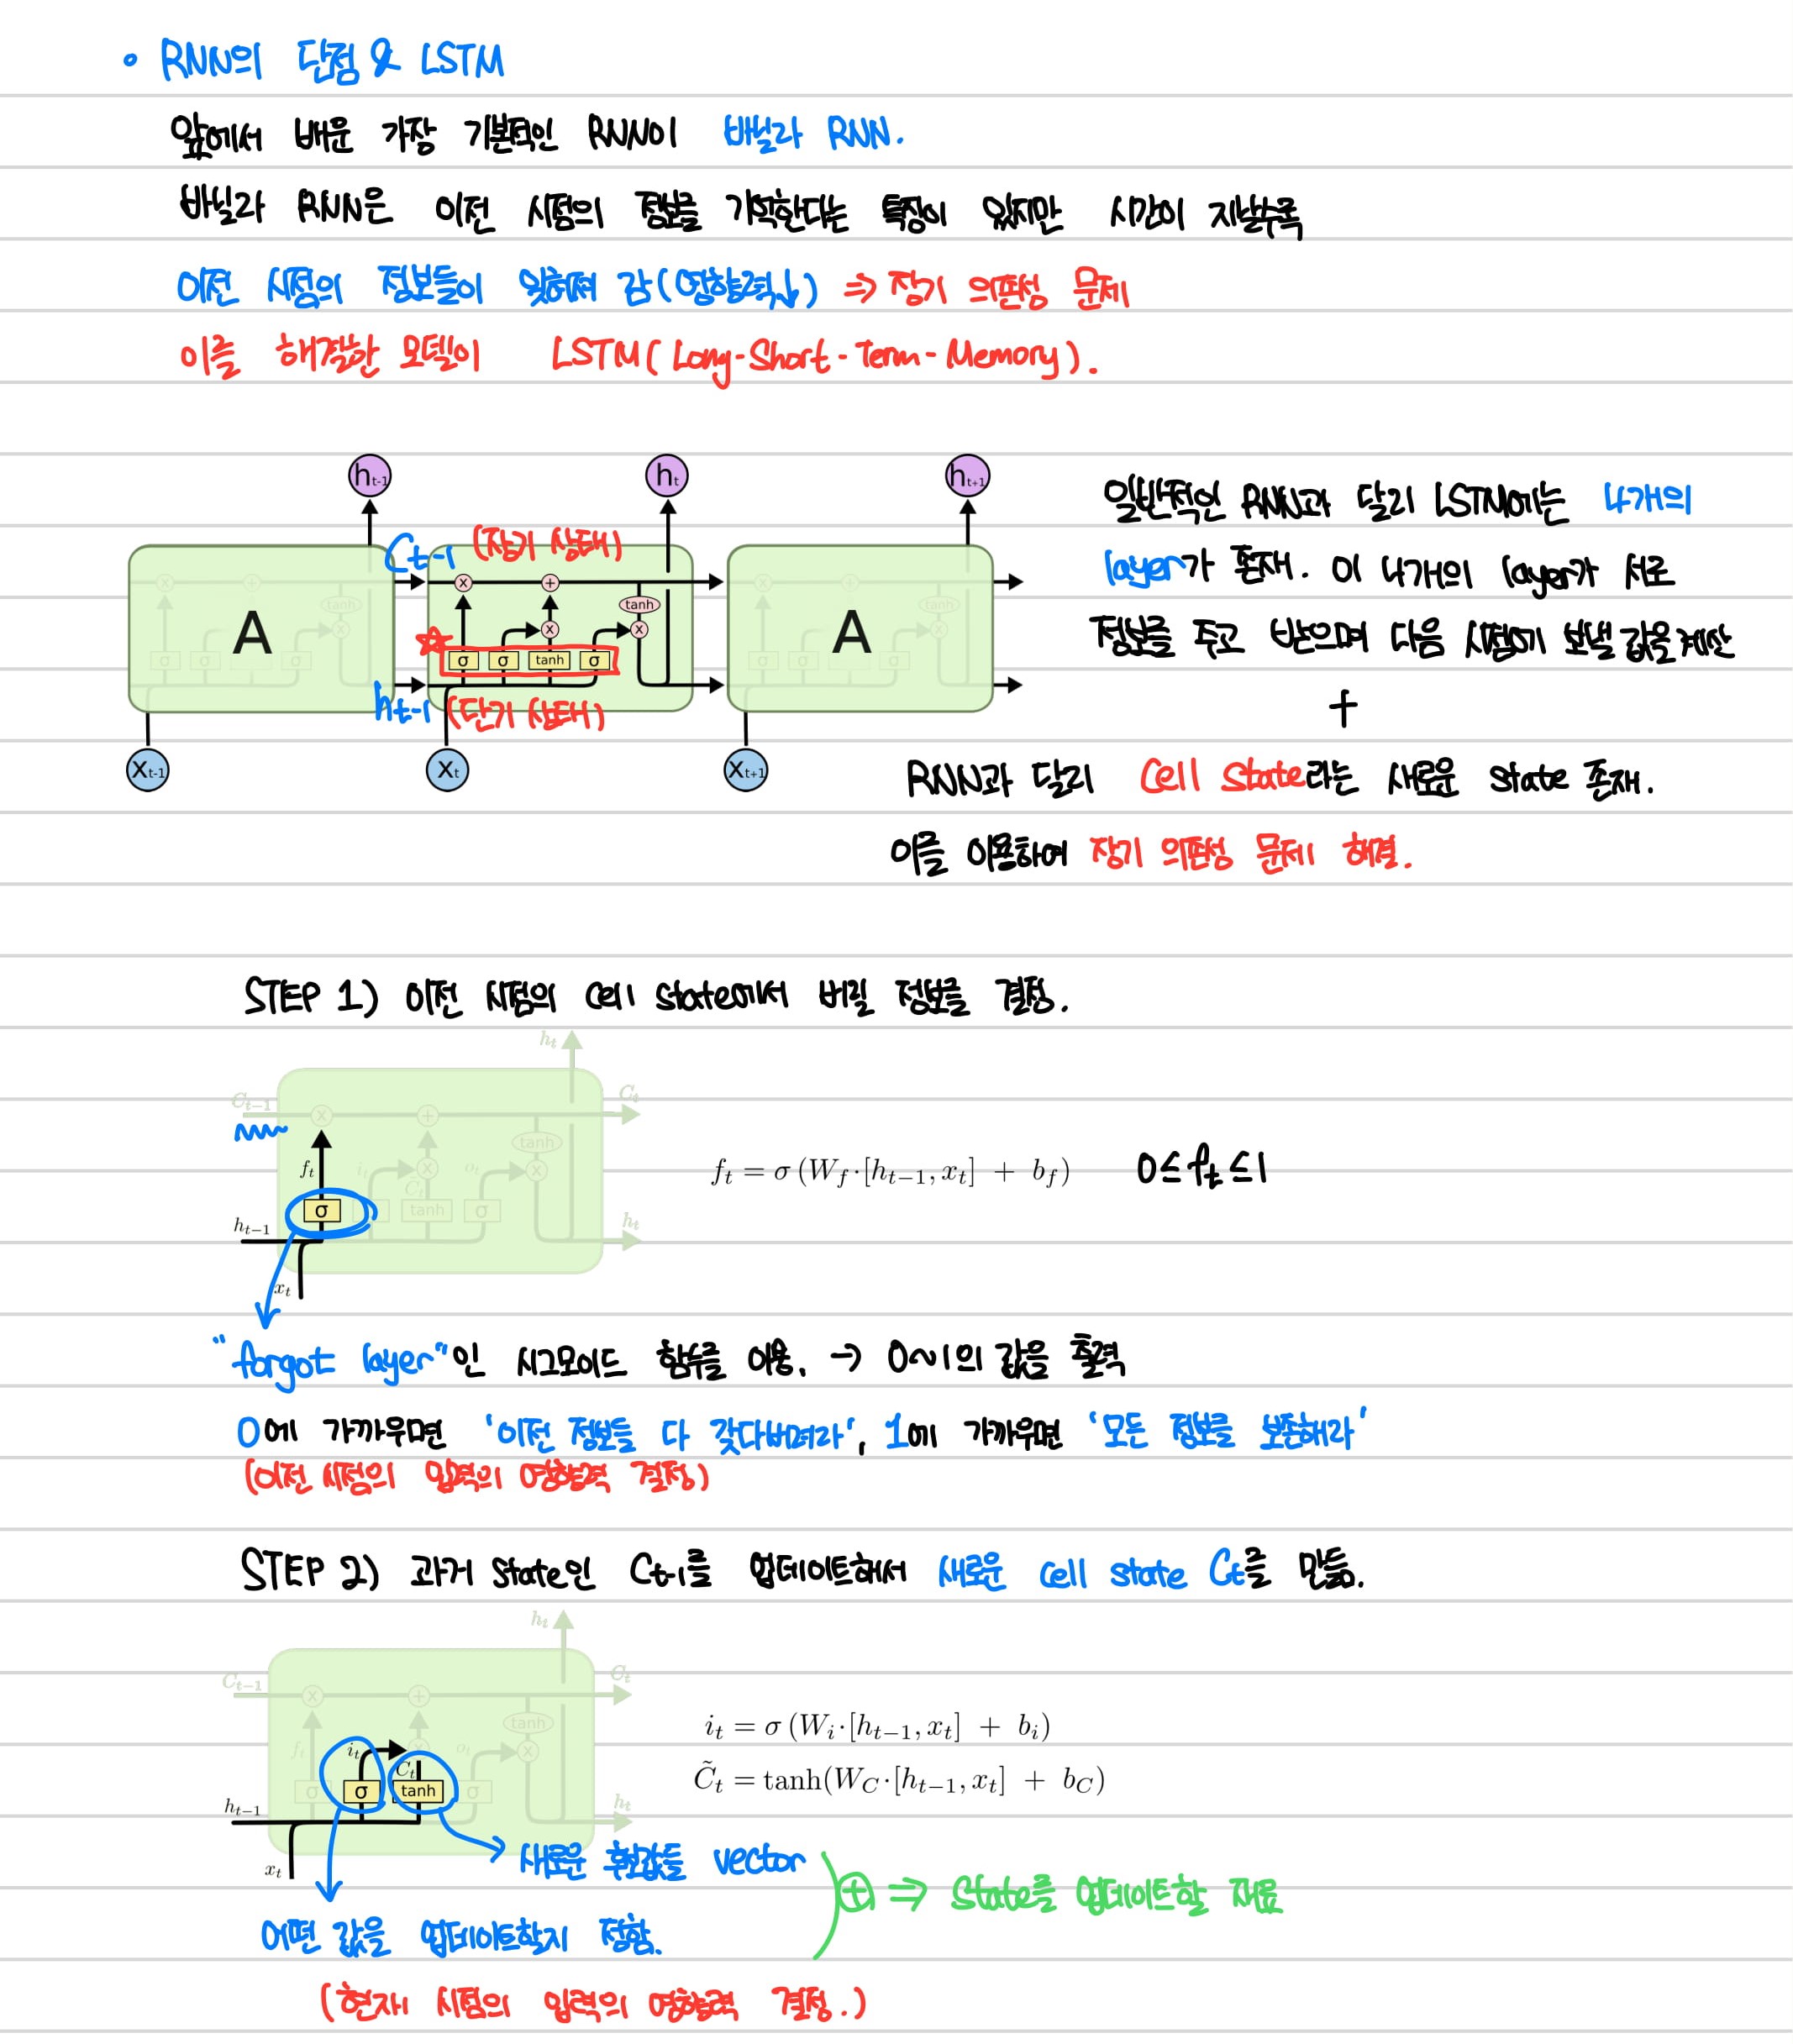 • RNN의 단점 & LSTM
앞에서 배운 가장 기본적인 RNN이 바닐라 RNN.
바닐라 RNN은 이전 시점의 정보를 기억한다는 특징이 있지만 시간이 지날수록
이전 시점의 정보들이 잊혀져 감(영향력↓) ⇒ 장기 의존성 문제
이를 해결한 모델이 LSTM(Long-Short-Term-Memory).
h_{t-1} h_t h_{t+1}
C_{t-1} (장기 상태)
A
x +
tanh
x
x
☆ σ σ tanh σ
h_{t-1} (단기 상태)
A
X_{t-1} X_t X_{t+1}
일반적인 RNN과 달리 LSTM에는 4개의
layer가 존재. 이 4개의 layer가 서로
정보를 주고 받으며 다음 시점에 보낼 값을 계산
+
RNN과 달리 Cell State라는 새로운 state 존재.
이를 이용하여 장기 의존성 문제 해결.
STEP 1) 이전 시점의 cell state에서 버릴 정보를 결정.
h_t
C_{t-1} x + C_t
tanh
f_t i_t x o_t x
C̃_t
σ σ tanh σ
h_{t-1} h_t
x_t
f_t = σ(W_f·[h_{t-1}, x_t] + b_f) 0≤f_t≤1
"forgot layer"인 시그모이드 함수를 이용. → 0~1의 값을 출력
0에 가까우면 '이전 정보들 다 갖다버려라', 1에 가까우면 '모든 정보를 보존해라'
(이전 시점의 입력의 영향력 결정)
STEP 2) 과거 state인 C_{t-1}를 업데이트해서 새로운 cell state C_t를 만듦.
h_t
C_{t-1} x + C_t
tanh
f_t i_t o_t x
C̃_t
σ σ tanh σ
h_{t-1} h_t
x_t
i_t = σ(W_i·[h_{t-1}, x_t] + b_i)
C̃_t = tanh(W_C·[h_{t-1}, x_t] + b_C)
새로운 후보값들 vector
⊕ ⇒ State를 업데이트할 재료
어떤 값을 업데이트할지 정함.
(현재 시점의 입력의 영향력 결정.)